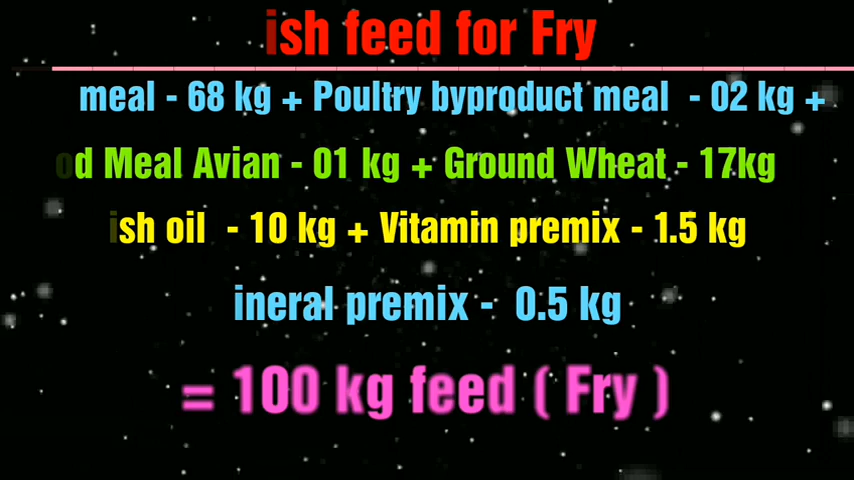 ish feed for Fry
meal - 68 kg + Poultry byproduct meal - 02 kg +
od Meal Avian - 01 kg + Ground Wheat - 17kg
ish oil - 10 kg + Vitamin premix - 1.5 kg
ineral premix - 0.5 kg
= 100 kg feed ( Fry )